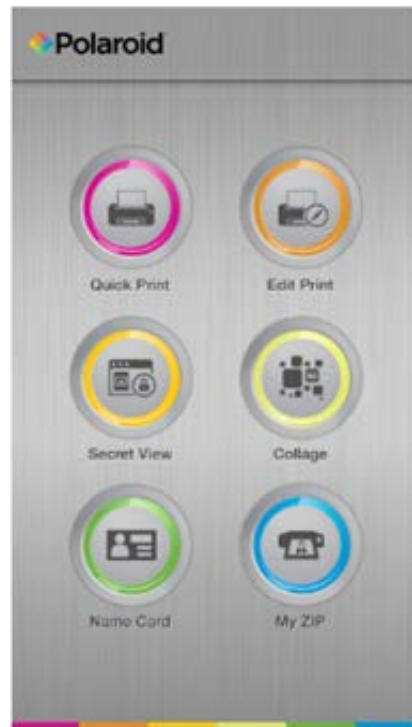 Polaroid
Quick Print
Edit Print
Secret View
Collage
Name Card
My ZIP